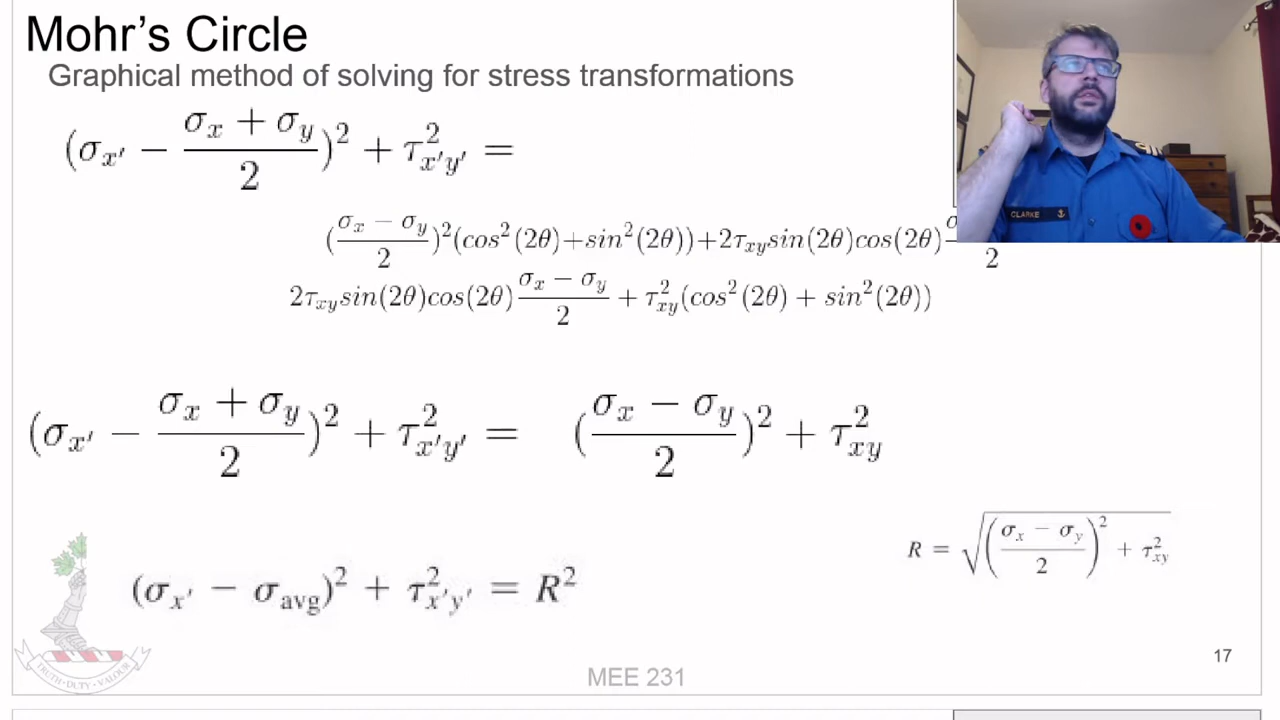 Mohr's Circle
Graphical method of solving for stress transformations
(σ_x' − (σ_x + σ_y)/2)² + τ²_x'y' =
((σ_x − σ_y)/2)²(cos²(2θ)+sin²(2θ))+2τ_xy sin(2θ)cos(2θ) σ 2
2τ_xy sin(2θ)cos(2θ) (σ_x − σ_y)/2 + τ²_xy(cos²(2θ) + sin²(2θ))
(σ_x' − (σ_x + σ_y)/2)² + τ²_x'y' = ((σ_x − σ_y)/2)² + τ²_xy
R = √(((σ_x − σ_y)/2)² + τ²_xy)
(σ_x' − σ_avg)² + τ²_x'y' = R²
TRUTH·DUTY·VALOUR
MEE 231
17
CLARKE